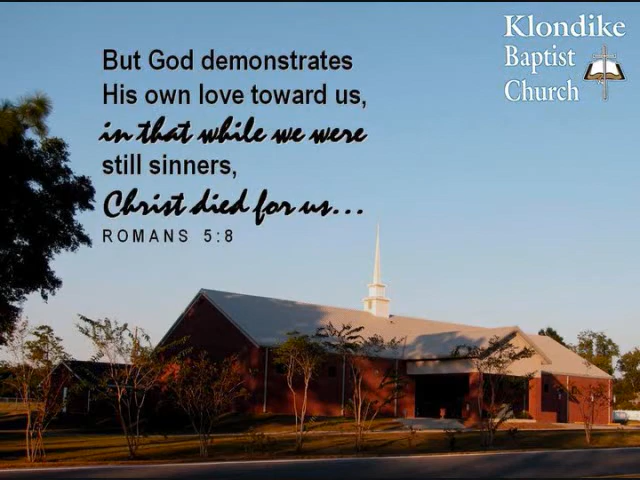 Klondike
Baptist
Church
But God demonstrates
His own love toward us,
in that while we were
still sinners,
Christ died for us...
ROMANS 5:8